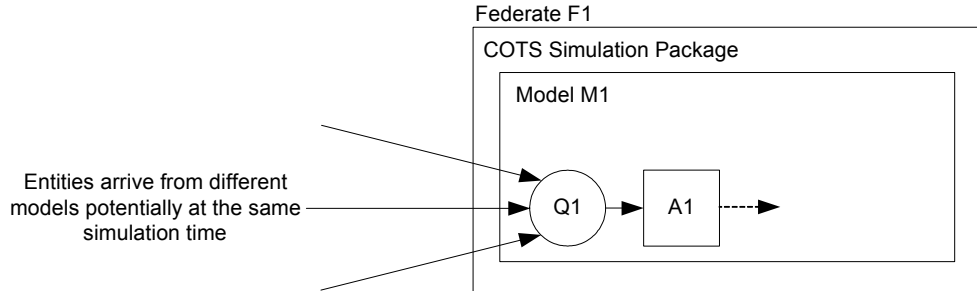 Federate F1
COTS Simulation Package
Model M1
Entities arrive from different
models potentially at the same
simulation time
Q1
A1